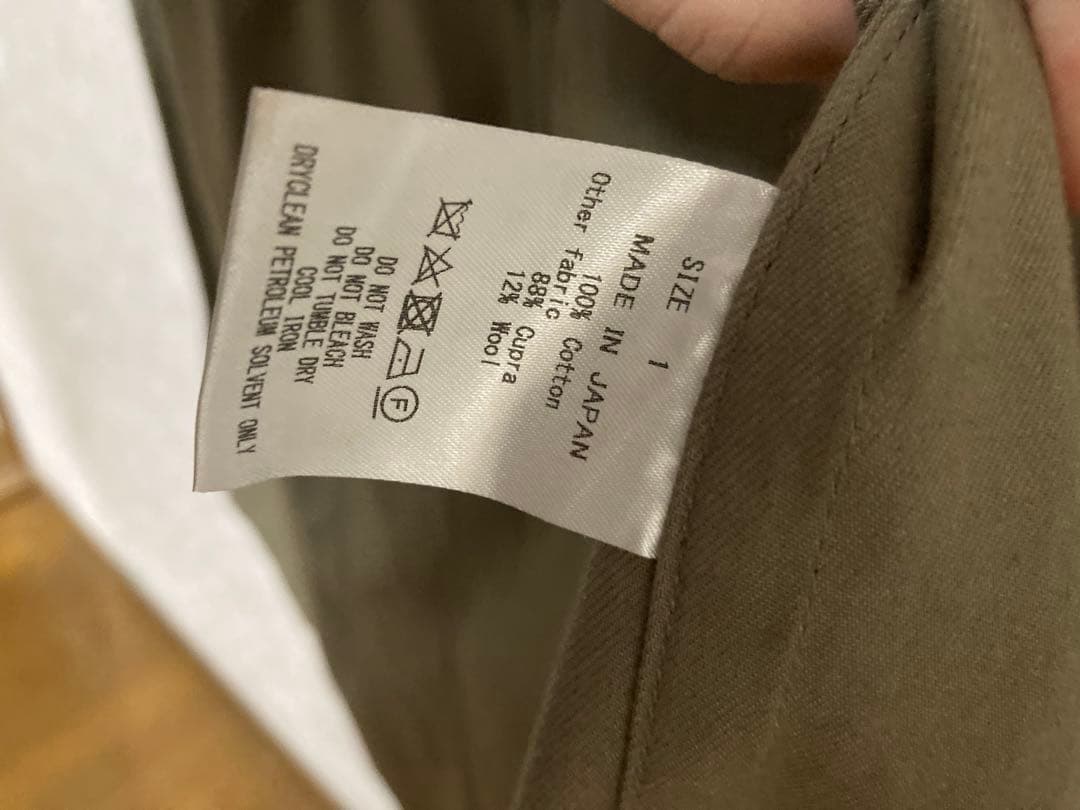 SIZE 1
MADE IN JAPAN
100% Cotton
Other fabric
88% Cupra
12% Wool
F
DO NOT WASH
DO NOT BLEACH
DO NOT TUMBLE DRY
COOL IRON
DRYCLEAN PETROLEUM SOLVENT ONLY